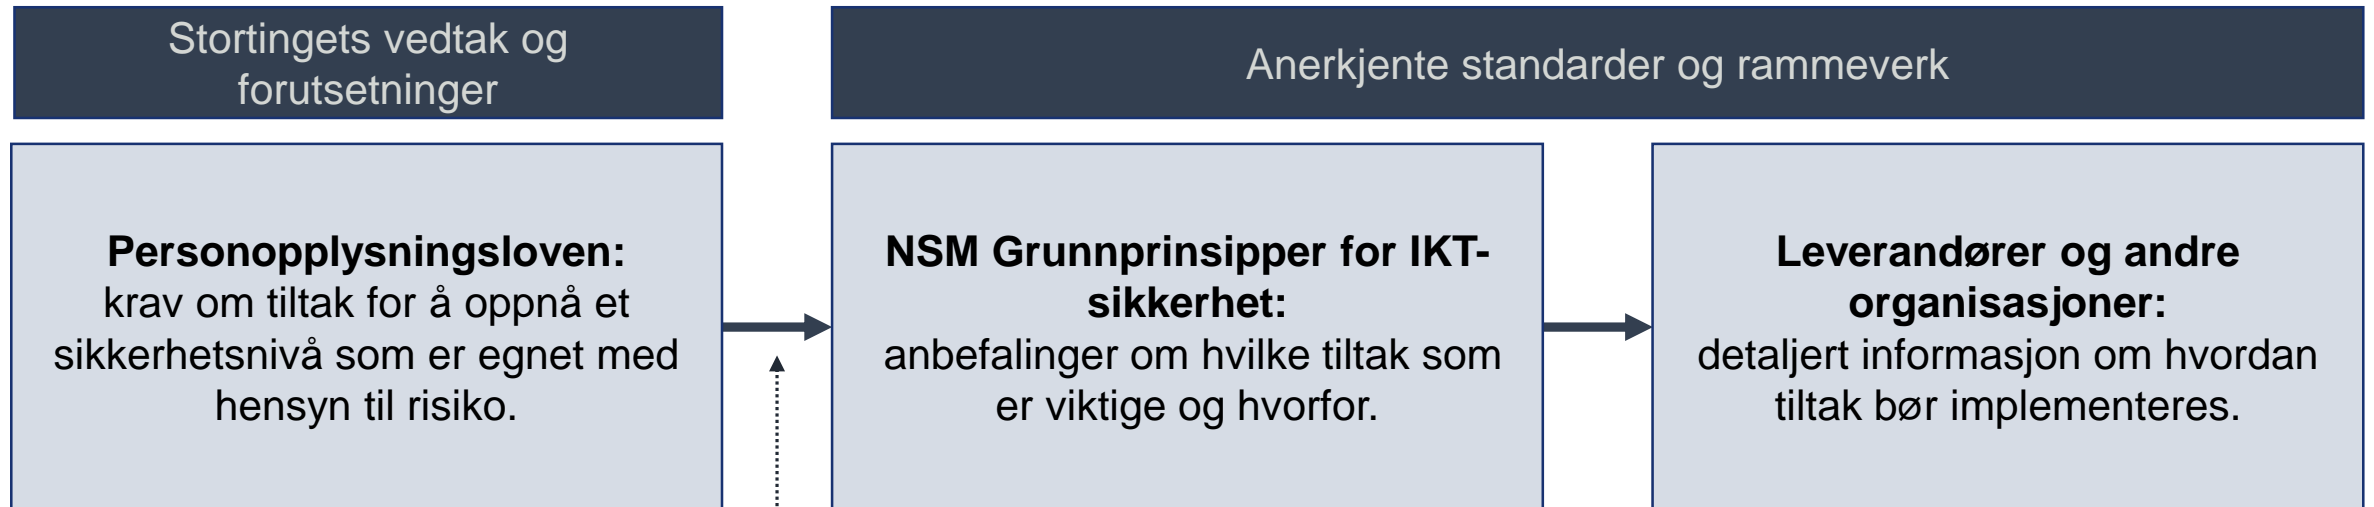 Stortingets vedtak og
forutsetninger
Anerkjente standarder og rammeverk
Personopplysningsloven:
krav om tiltak for å oppnå et
sikkerhetsnivå som er egnet med
hensyn til risiko.
NSM Grunnprinsipper for IKT-
sikkerhet:
anbefalinger om hvilke tiltak som
er viktige og hvorfor.
Leverandører og andre
organisasjoner:
detaljert informasjon om hvordan
tiltak bør implementeres.